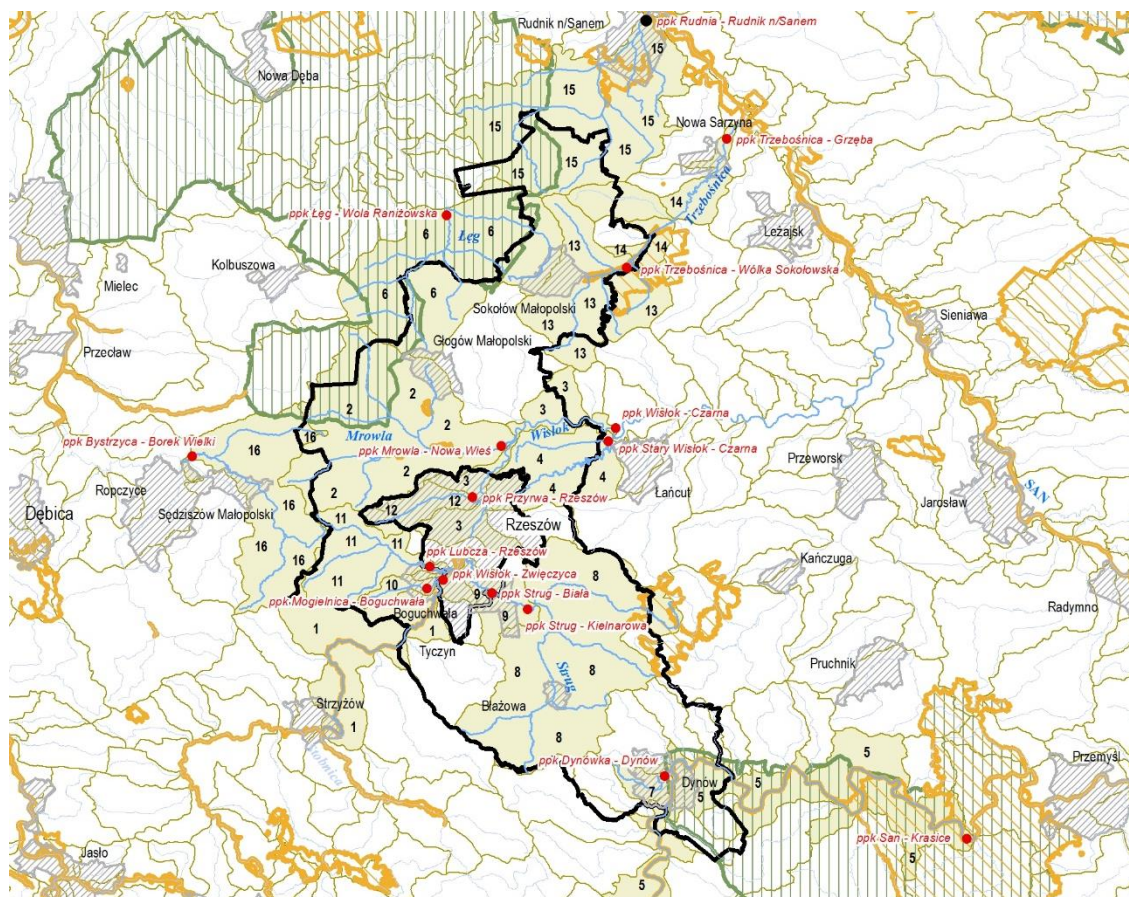 Rudnik n/Sanem
ppk Rudnia - Rudnik n/Sanem
15
Nowa Dęba
15
15
15
Nowa Sarzyna
ppk Trzebośnica - Grzęba
15
15
15
14
Trzebośnica
ppk Łęg - Wola Raniżowska
6
6
Łęg
13
14
14
Leżajsk
Kolbuszowa
ppk Trzebośnica - Wólka Sokołowska
Mielec
6
6
Sokołów Małopolski
13
13
13
Sieniawa
Przecław
Głogów Małopolski
13
2
3
2
3
ppk Wisłok - Czarna
16
Mrowla
2
Wisłok
ppk Bystrzyca - Borek Wielki
ppk Mrowla - Nowa Wieś
ppk Stary Wisłok - Czarna
4
4
Przeworsk
Ropczyce
2
3
4
Łańcut
SAN
Sędziszów Małopolski
2
12
12
ppk Przyrwa - Rzeszów
Jarosław
Dębica
16
11
3
Rzeszów
16
11
11
ppk Lubcza - Rzeszów
Kańczuga
16
11
10
ppk Wisłok - Zwięczyca
8
ppk Mogielnica - Boguchwała
9
ppk Strug - Biała
Radymno
Boguchwała
9
ppk Strug - Kielnarowa
1
1
Tyczyn
Pruchnik
8
Strug
8
Strzyżów
Błażowa
1
8
5
Przemyśl
ppk Dynówka - Dynów
Dynów
5
7
5
ppk San - Krasice
5
Jasło
5